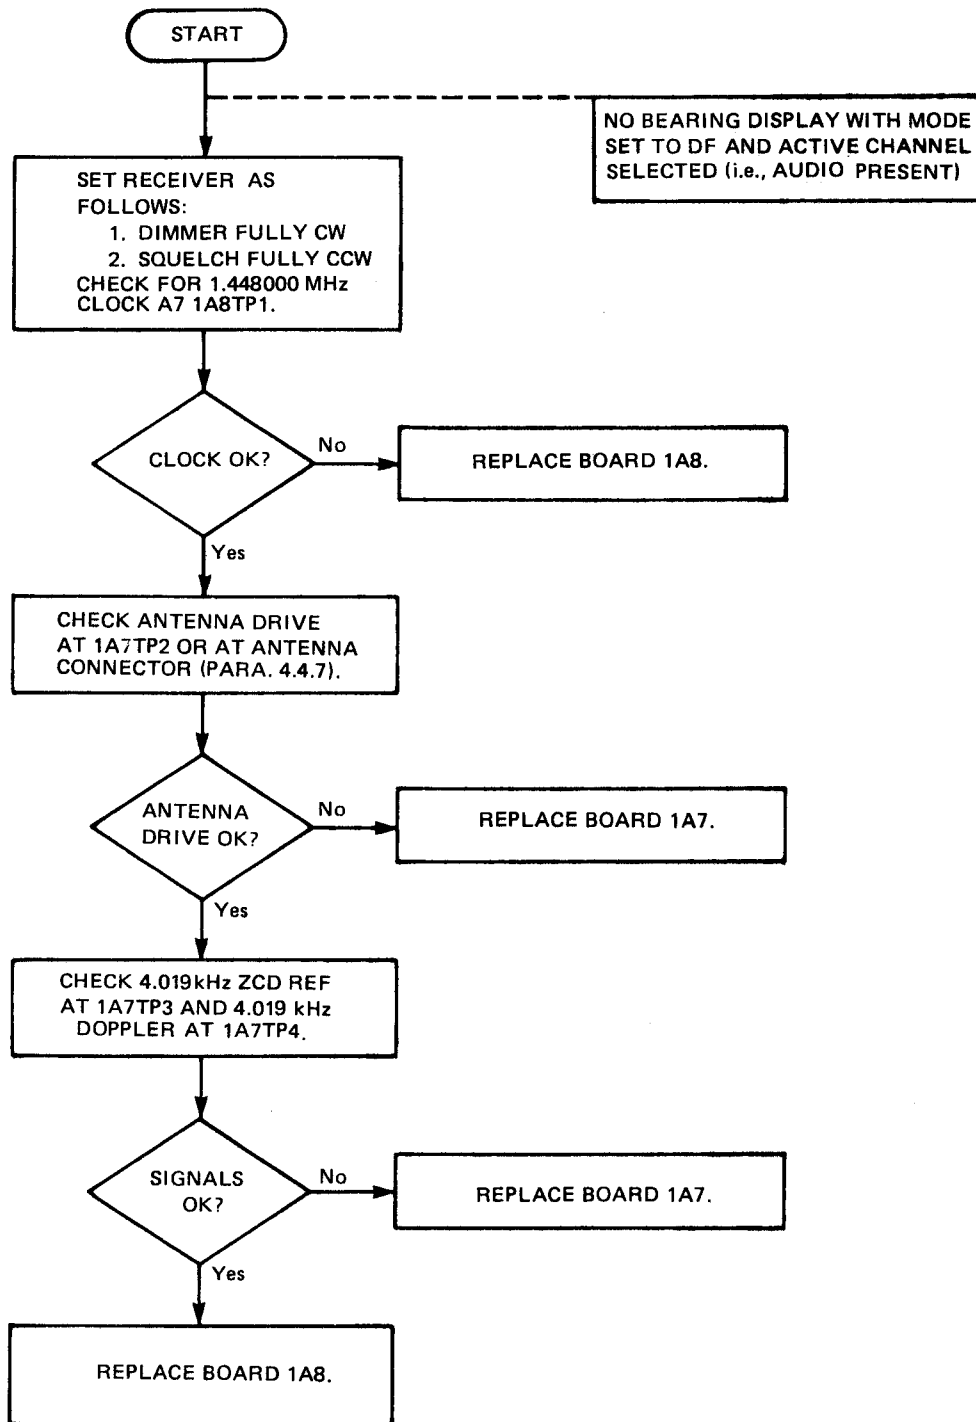 START
NO BEARING DISPLAY WITH MODE
SET TO DF AND ACTIVE CHANNEL
SELECTED (i.e., AUDIO PRESENT)
SET RECEIVER AS
FOLLOWS:
1. DIMMER FULLY CW
2. SQUELCH FULLY CCW
CHECK FOR 1.448000 MHz
CLOCK A7 1A8TP1.
CLOCK OK?
No
REPLACE BOARD 1A8.
Yes
CHECK ANTENNA DRIVE
AT 1A7TP2 OR AT ANTENNA
CONNECTOR (PARA. 4.4.7).
ANTENNA
DRIVE OK?
No
REPLACE BOARD 1A7.
Yes
CHECK 4.019kHz ZCD REF
AT 1A7TP3 AND 4.019 kHz
DOPPLER AT 1A7TP4.
SIGNALS
OK?
No
REPLACE BOARD 1A7.
Yes
REPLACE BOARD 1A8.